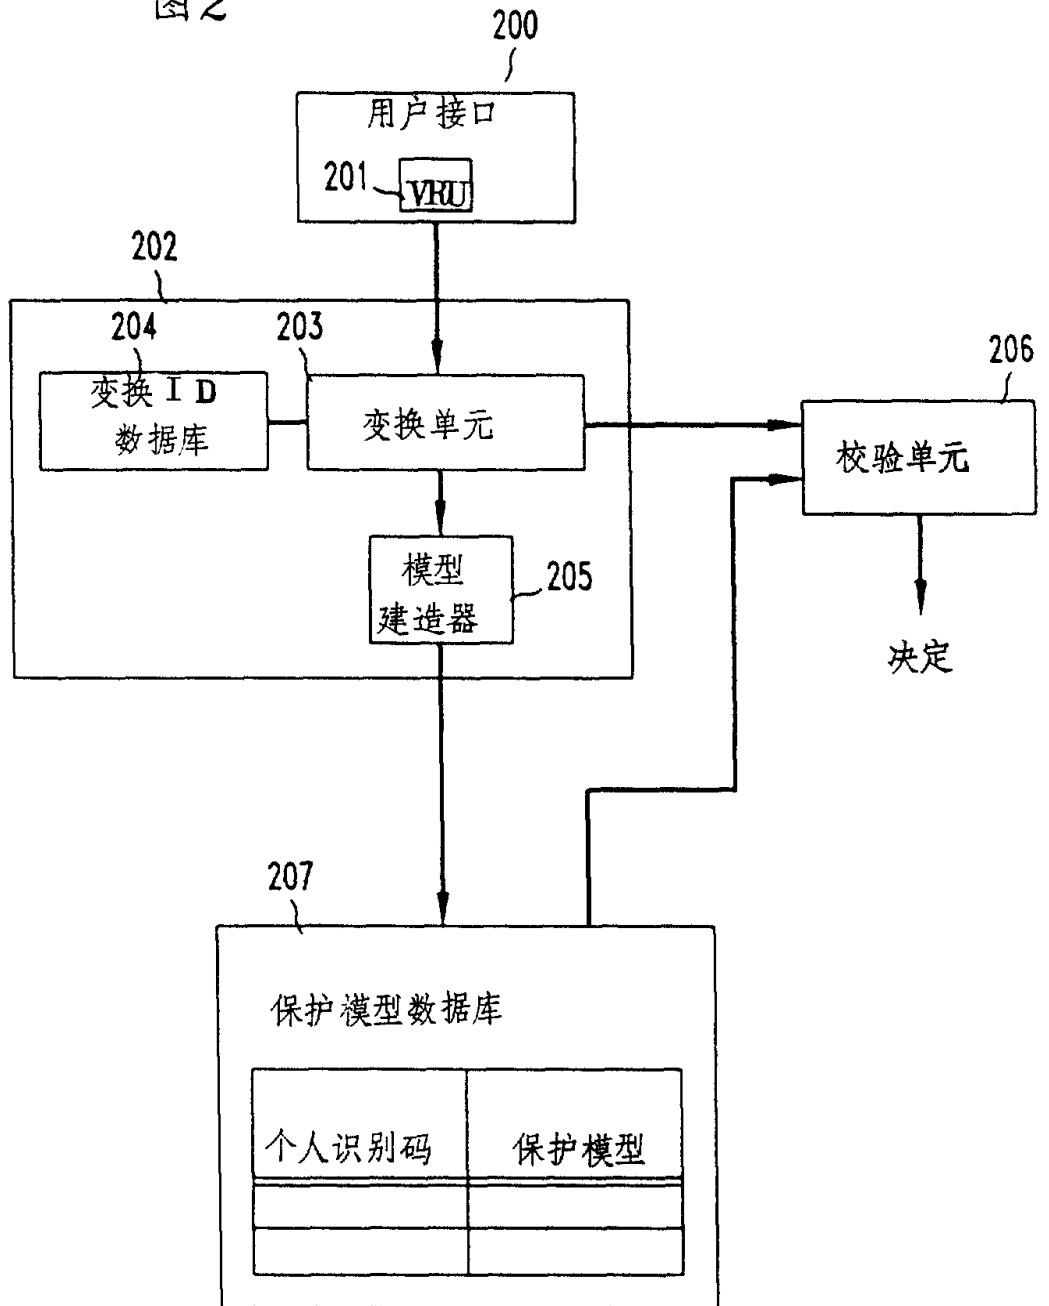 图2
200
用户接口
201
VRU
202
204
203
变换ID
数据库
变换单元
206
校验单元
模型
建造器
205
决定
207
保护模型数据库
个人识别码
保护模型